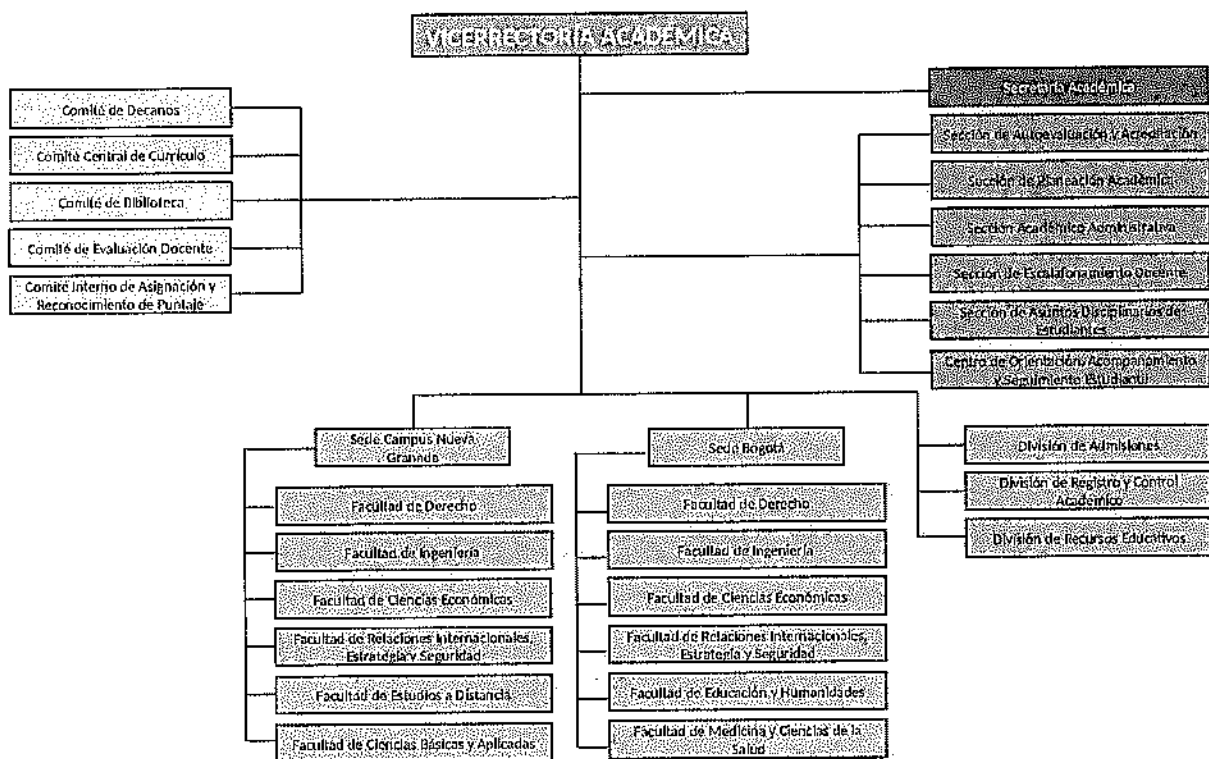 VICERRECTORÍA ACADÉMICA
Secretaría Académica
Comité de Decanos
Comité Central de Currículo
Comité de Biblioteca
Comité de Evaluación Docente
Comité Interno de Asignación y
Reconocimiento de Puntaje
Sección de Autoevaluación y Acreditación
Sección de Planeación Académica
Sección Académico Administrativa
Sección de Escalafonamiento Docente
Sección de Asuntos Disciplinarios de
Estudiantes
Centro de Orientación, Acompañamiento
y Seguimiento Estudiantil
Sede Campus Nueva
Granada
Facultad de Derecho
Facultad de Ingeniería
Facultad de Ciencias Económicas
Facultad de Relaciones Internacionales,
Estrategia y Seguridad
Facultad de Estudios a Distancia
Facultad de Ciencias Básicas y Aplicadas
Sede Bogotá
Facultad de Derecho
Facultad de Ingeniería
Facultad de Ciencias Económicas
Facultad de Relaciones Internacionales,
Estrategia y Seguridad
Facultad de Educación y Humanidades
Facultad de Medicina y Ciencias de la
Salud
División de Admisiones
División de Registro y Control
Académico
División de Recursos Educativos